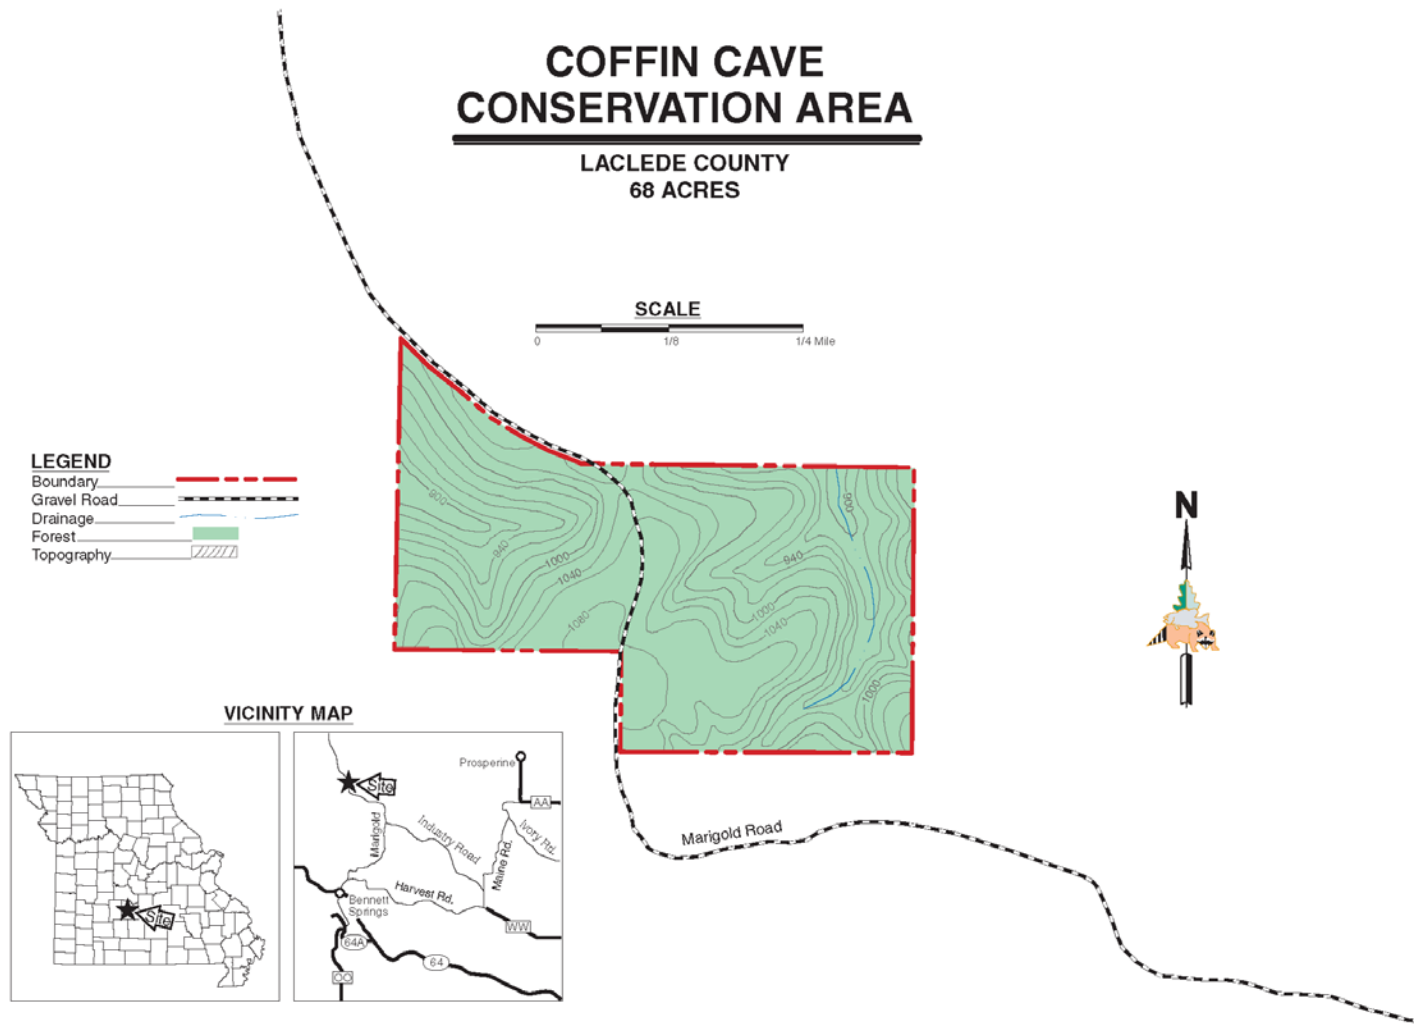 COFFIN CAVE
CONSERVATION AREA
LACLEDE COUNTY
68 ACRES
SCALE
0 1/8 1/4 Mile
LEGEND
Boundary
Gravel Road
Drainage
Forest
Topography
900
940
1000
1040
1080
900
940
1000
1040
1000
N
Marigold Road
VICINITY MAP
Site
Site
Prosperine
AA
Marigold
Industry Road
Ivory Rd.
Maine Rd.
Harvest Rd.
Bennett
Springs
WW
64A
64
OO